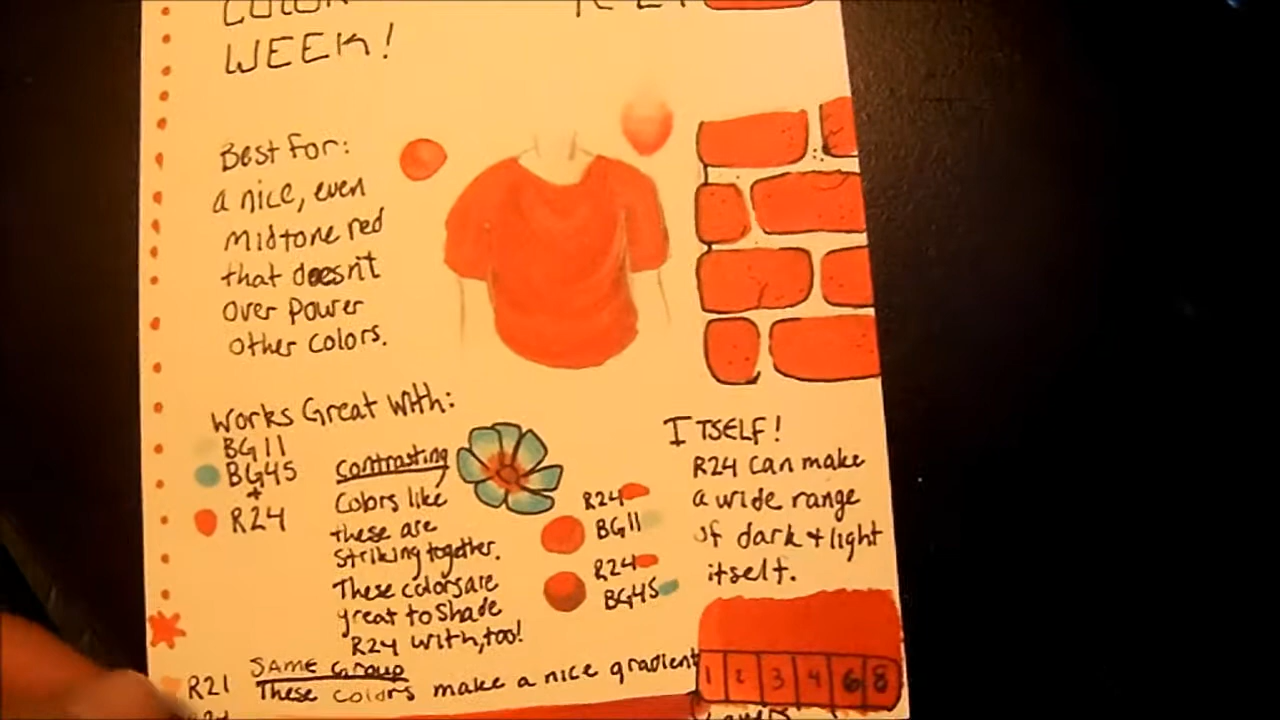 COLOR
WEEK!
Best For:
a nice, even
Midtone red
that doesn't
over power
other colors.
Works Great With:
BG11
BG45
+
R24
Contrasting
Colors like
these are
striking together.
These colors are
great to shade
R24 with, too!
R24
BG11
R24
BG45
ITSELF!
R24 can make
a wide range
of dark + light
itself.
R21
SAME Group
These colors make a nice gradient
1 2 3 4 6 8
Layers